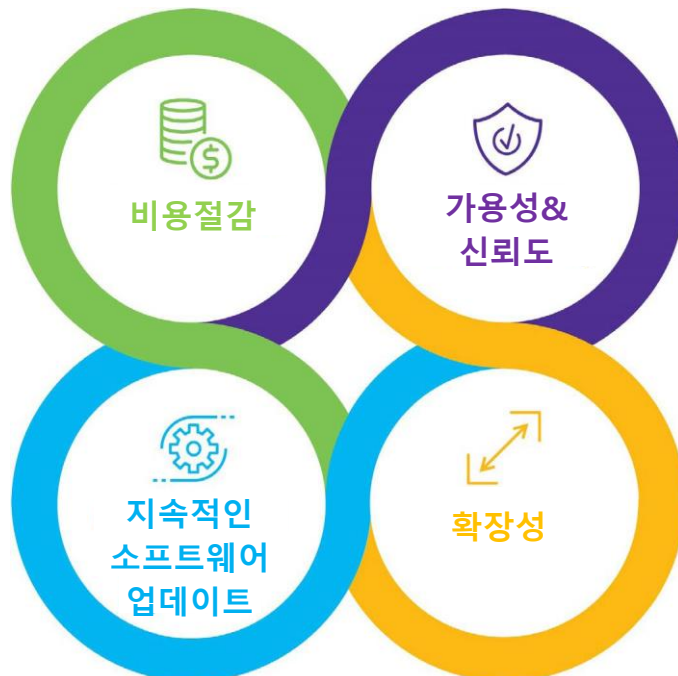 비용절감
가용성&
신뢰도
지속적인
소프트웨어
업데이트
확장성